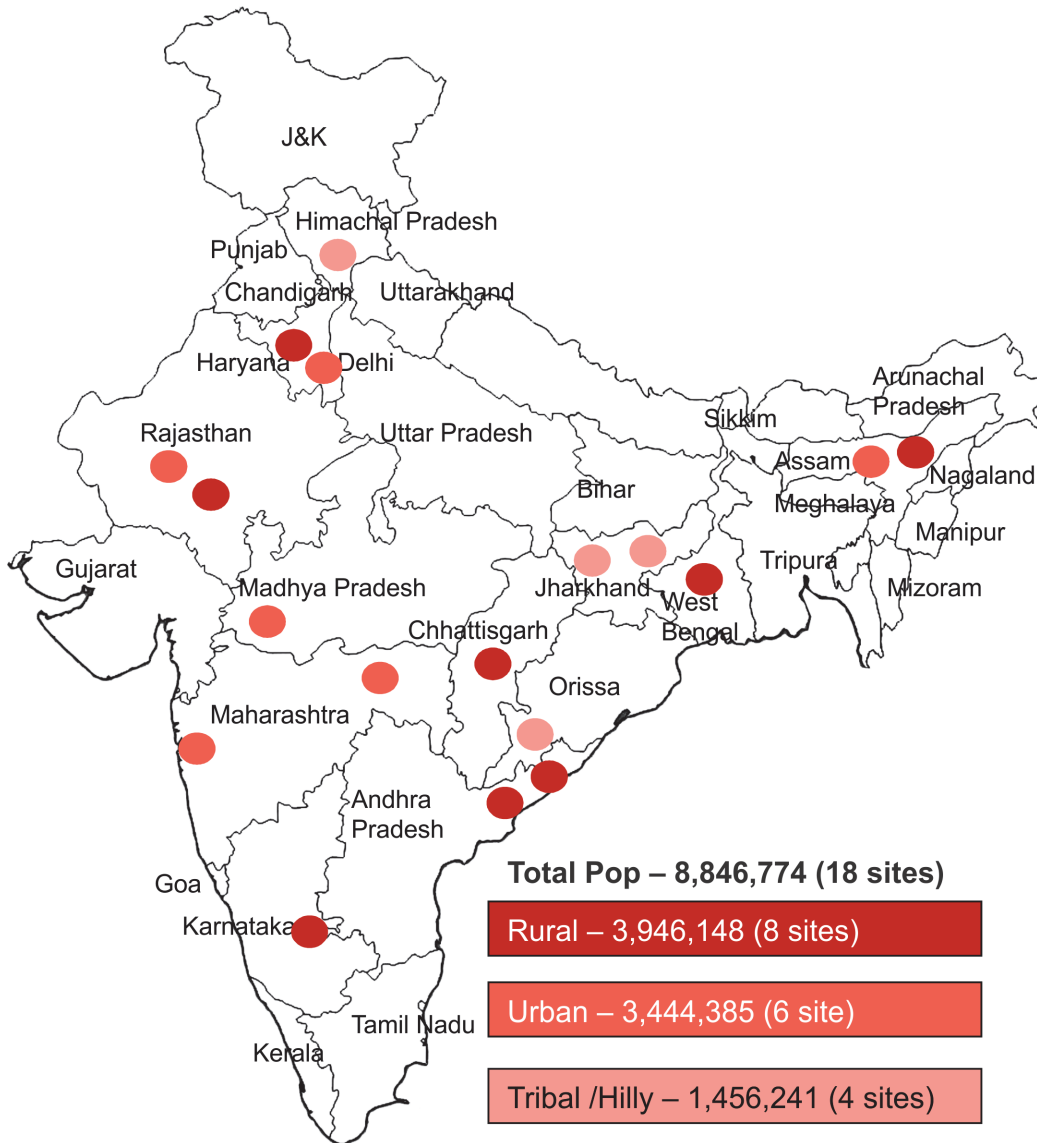 J&K
Himachal Pradesh
Punjab
Chandigarh
Uttarakhand
Haryana
Delhi
Arunachal
Pradesh
Sikkim
Rajasthan
Uttar Pradesh
Assam
Nagaland
Bihar
Meghalaya
Manipur
Tripura
Gujarat
Madhya Pradesh
Jharkhand
Mizoram
West
Bengal
Chhattisgarh
Orissa
Maharashtra
Andhra
Pradesh
Goa
Karnataka
Tamil Nadu
Kerala
Total Pop – 8,846,774 (18 sites)
Rural – 3,946,148 (8 sites)
Urban – 3,444,385 (6 site)
Tribal /Hilly – 1,456,241 (4 sites)